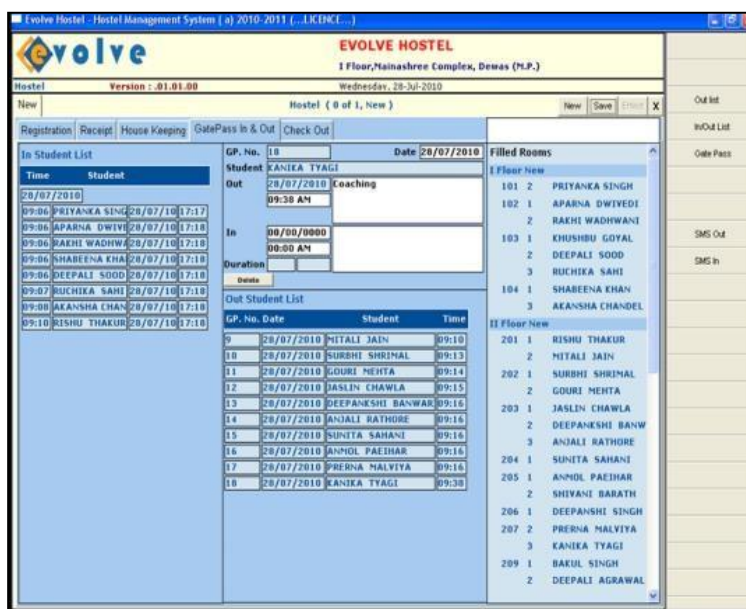 Evolve Hostel - Hostel Management System ( a) 2010-2011 (...LICENCE...)
evolve
EVOLVE HOSTEL
I Floor,Mainashree Complex, Dewas (M.P.)
Hostel Version : .01.01.00 Wednesday, 28-Jul-2010
New Hostel ( 0 of 1, New ) New Save Erase X
Registration Receipt House Keeping GatePass In & Out Check Out
In Student List
Time Student
28/07/2010
09:06 PRIYANKA SING 28/07/10 17:17
09:06 APARNA DWIVE 28/07/10 17:18
09:06 RAKHI WADHWA 28/07/10 17:18
09:06 SHABEENA KHA 28/07/10 17:18
09:06 DEEPALI SOOD 28/07/10 17:18
09:07 RUCHIKA SAHI 28/07/10 17:18
09:08 AKANSHA CHAN 28/07/10 17:18
09:10 RISHU THAKUR 28/07/10 17:18
GP. No. 18 Date 28/07/2010
Student KANIKA TYAGI
Out 28/07/2010 Coaching
09:38 AM
In 00/00/0000
00:00 AM
Duration
Delete
Out Student List
GP. No. Date Student Time
9 28/07/2010 MITALI JAIN 09:10
10 28/07/2010 SURBHI SHRIMAL 09:13
11 28/07/2010 GOURI MEHTA 09:14
12 28/07/2010 JASLIN CHAWLA 09:15
13 28/07/2010 DEEPANKSHI BANWAR 09:16
14 28/07/2010 ANJALI RATHORE 09:16
15 28/07/2010 SUNITA SAHANI 09:16
16 28/07/2010 ANMOL PAEIHAR 09:16
17 28/07/2010 PRERNA MALVIYA 09:16
18 28/07/2010 KANIKA TYAGI 09:38
Filled Rooms
I Floor New
101 2 PRIYANKA SINGH
102 1 APARNA DWIVEDI
2 RAKHI WADHWANI
103 1 KHUSHBU GOYAL
2 DEEPALI SOOD
3 RUCHIKA SAHI
104 1 SHABEENA KHAN
3 AKANSHA CHANDEL
II Floor New
201 1 RISHU THAKUR
2 MITALI JAIN
202 1 SURBHI SHRIMAL
2 GOURI MEHTA
203 1 JASLIN CHAWLA
2 DEEPANKSHI BANW
3 ANJALI RATHORE
204 1 SUNITA SAHANI
205 1 ANMOL PAEIHAR
2 SHIVANI BARATH
206 1 DEEPANSHI SINGH
207 2 PRERNA MALVIYA
3 KANIKA TYAGI
209 1 BAKUL SINGH
2 DEEPALI AGRAWAL
Out list
In/Out List
Gate Pass
SMS Out
SMS In